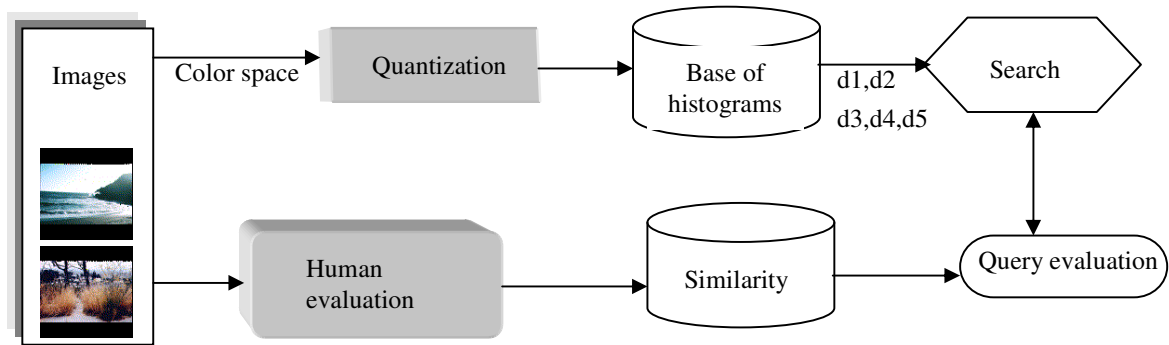 Images
Color space
Quantization
Base of
histograms
d1,d2
d3,d4,d5
Search
Human
evaluation
Similarity
Query evaluation